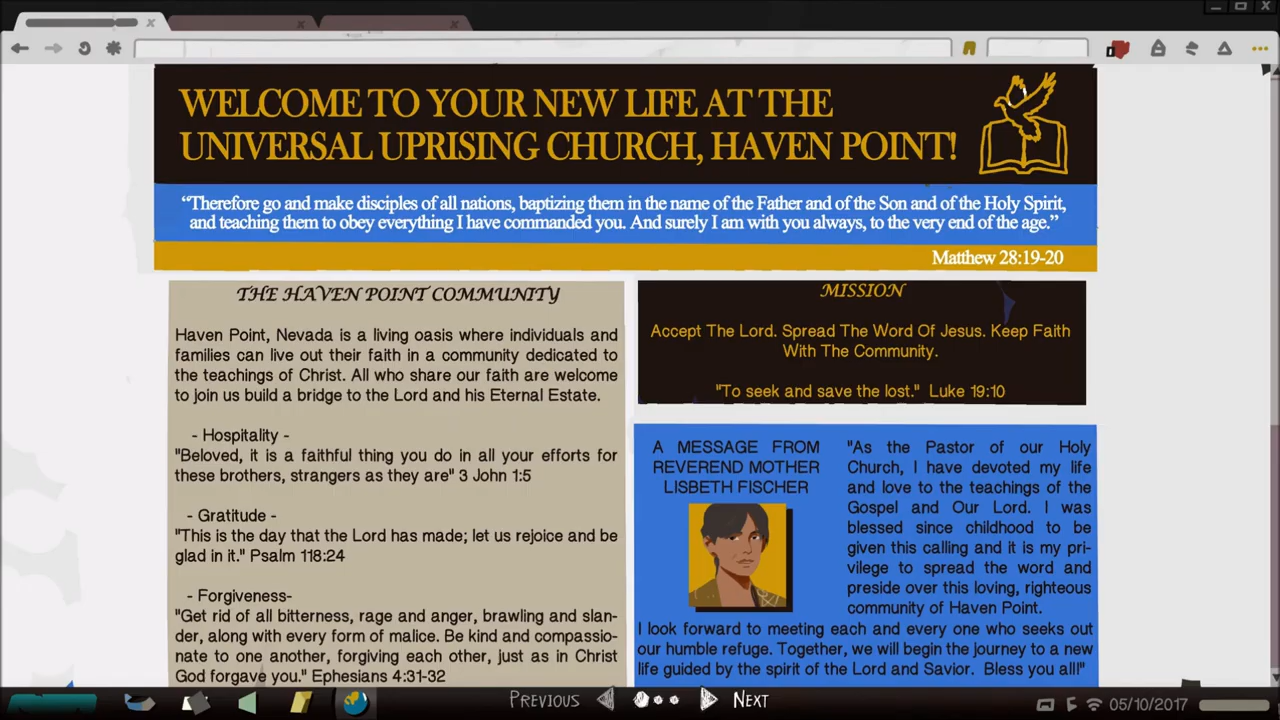 WELCOME TO YOUR NEW LIFE AT THE
UNIVERSAL UPRISING CHURCH, HAVEN POINT!
“Therefore go and make disciples of all nations, baptizing them in the name of the Father and of the Son and of the Holy Spirit,
and teaching them to obey everything I have commanded you. And surely I am with you always, to the very end of the age.”
Matthew 28:19-20
THE HAVEN POINT COMMUNITY
Haven Point, Nevada is a living oasis where individuals and
families can live out their faith in a community dedicated to
the teachings of Christ. All who share our faith are welcome
to join us build a bridge to the Lord and his Eternal Estate.
- Hospitality -
"Beloved, it is a faithful thing you do in all your efforts for
these brothers, strangers as they are" 3 John 1:5
- Gratitude -
"This is the day that the Lord has made; let us rejoice and be
glad in it." Psalm 118:24
- Forgiveness-
"Get rid of all bitterness, rage and anger, brawling and slan-
der, along with every form of malice. Be kind and compassio-
nate to one another, forgiving each other, just as in Christ
God forgave you." Ephesians 4:31-32
MISSION
Accept The Lord. Spread The Word Of Jesus. Keep Faith
With The Community.
"To seek and save the lost." Luke 19:10
A MESSAGE FROM
REVEREND MOTHER
LISBETH FISCHER
"As the Pastor of our Holy
Church, I have devoted my life
and love to the teachings of the
Gospel and Our Lord. I was
blessed since childhood to be
given this calling and it is my pri-
vilege to spread the word and
preside over this loving, righteous
community of Haven Point.
I look forward to meeting each and every one who seeks out
our humble refuge. Together, we will begin the journey to a new
life guided by the spirit of the Lord and Savior. Bless you all!"
PREVIOUS NEXT
05/10/2017